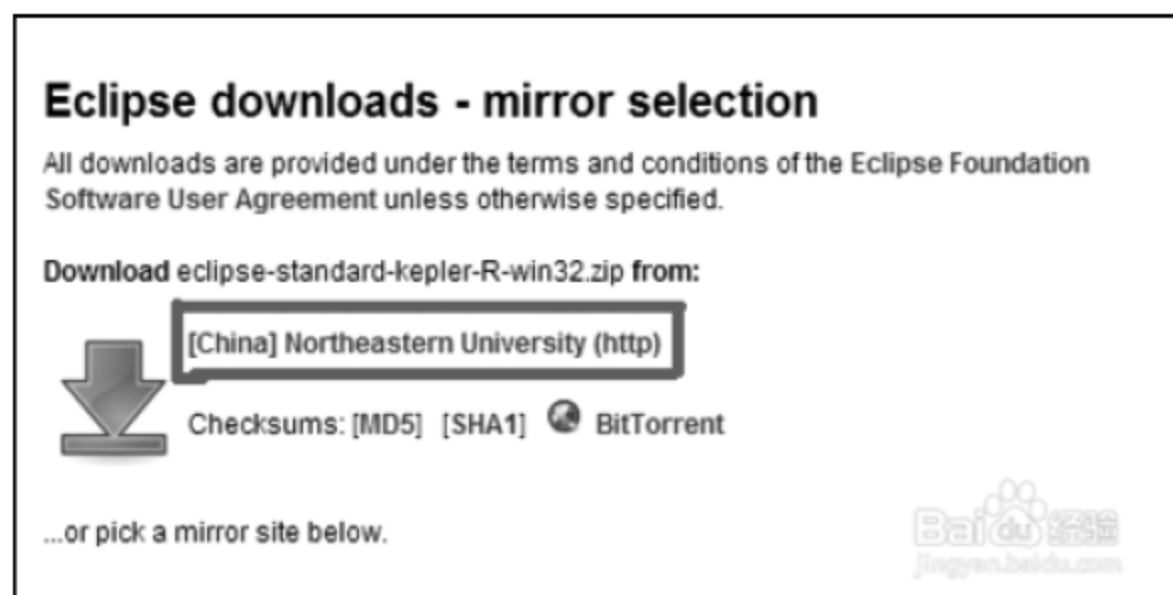 Eclipse downloads - mirror selection
All downloads are provided under the terms and conditions of the Eclipse Foundation
Software User Agreement unless otherwise specified.
Download eclipse-standard-kepler-R-win32.zip from:
[China] Northeastern University (http)
Checksums: [MD5] [SHA1] BitTorrent
...or pick a mirror site below.
Bai du 经验
jingyan.baidu.com